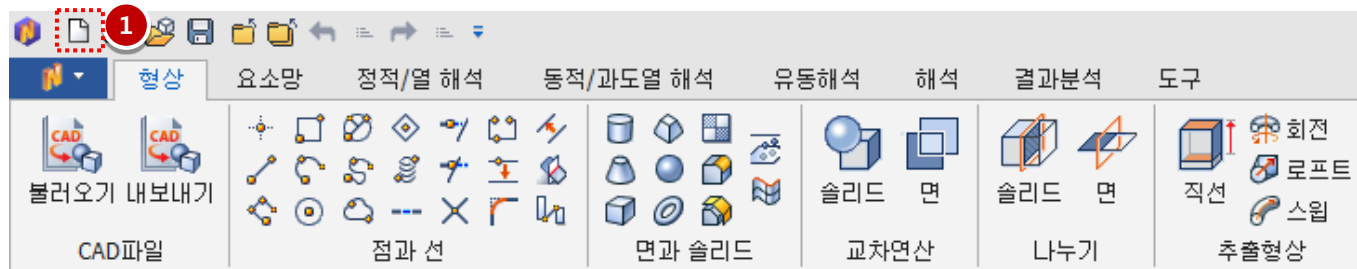 1
형상 요소망 정적/열 해석 동적/과도열 해석 유동해석 해석 결과분석 도구
CAD CAD
불러오기 내보내기 솔리드 면 솔리드 면 직선 회전
로프트
스윕
CAD파일 점과 선 면과 솔리드 교차연산 나누기 추출형상